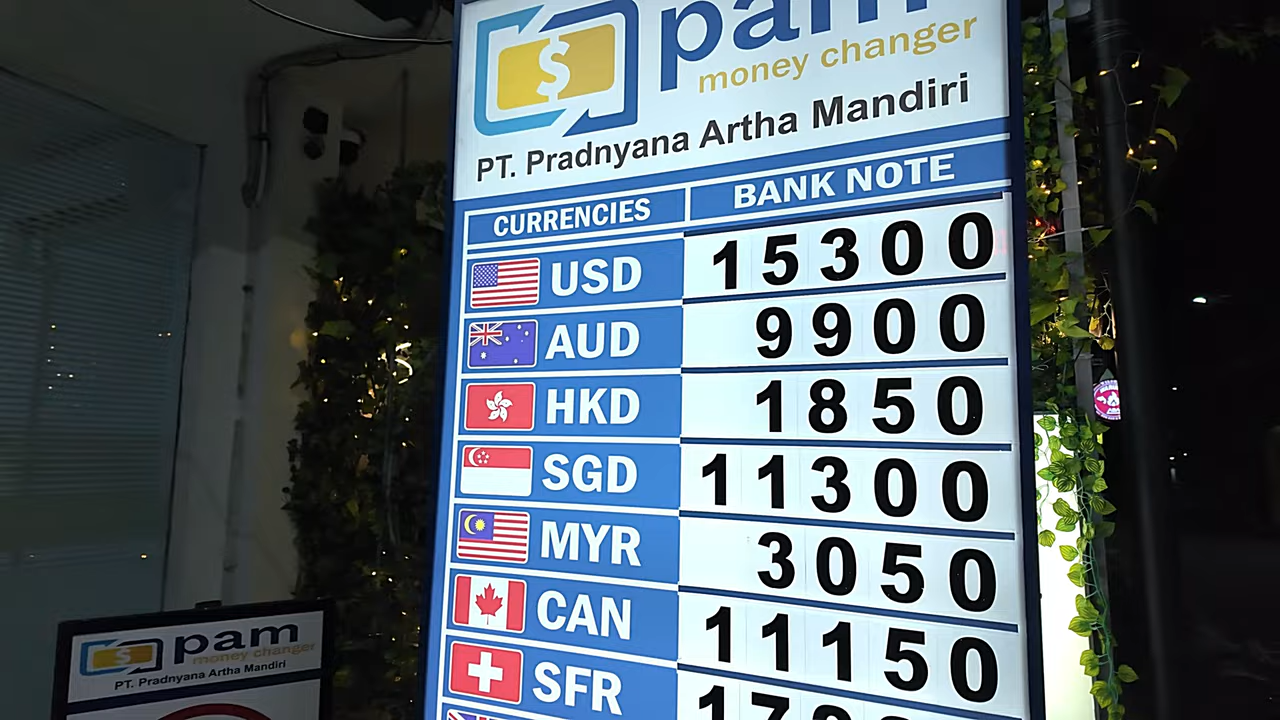 pam
money changer
PT. Pradnyana Artha Mandiri
CURRENCIES BANK NOTE
USD 15300
AUD 9900
HKD 1850
SGD 11300
MYR 3050
CAN 11150
SFR
pam
money changer
PT. Pradnyana Artha Mandiri